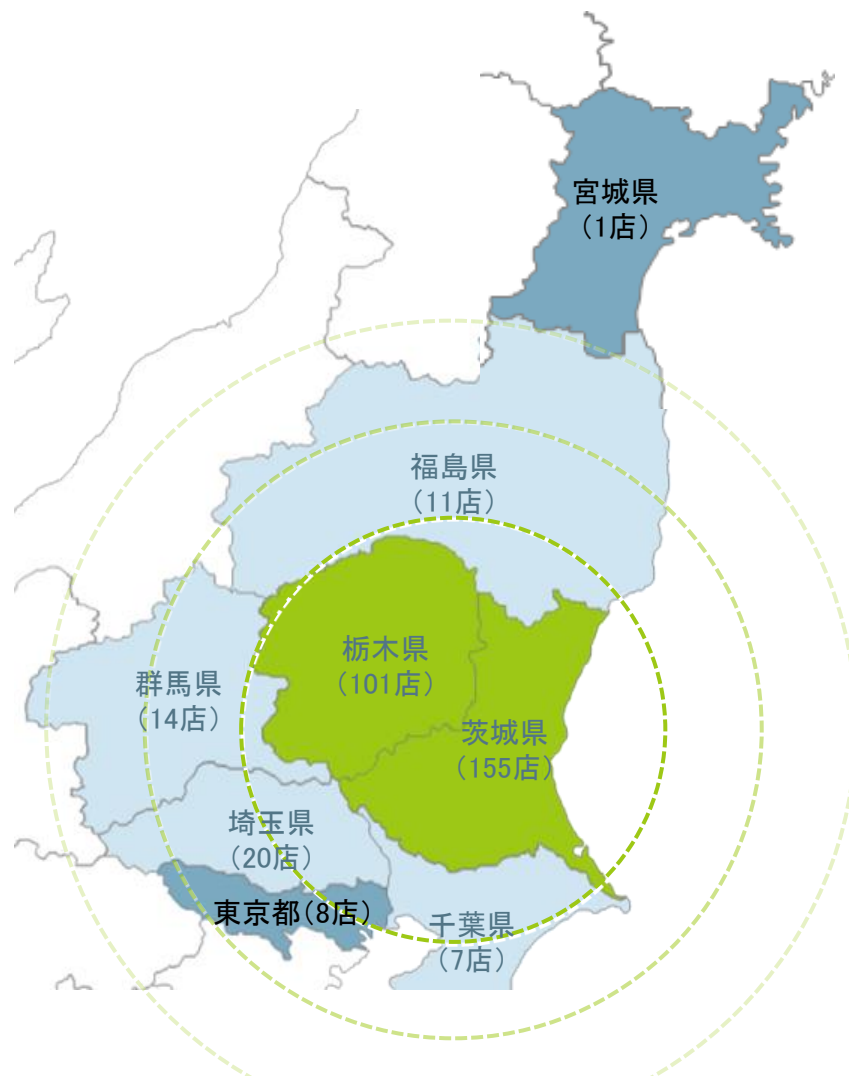 宮城県
（1店）
福島県
（11店）
栃木県
（101店）
群馬県
（14店）
茨城県
（155店）
埼玉県
（20店）
東京都（8店）
千葉県
（7店）